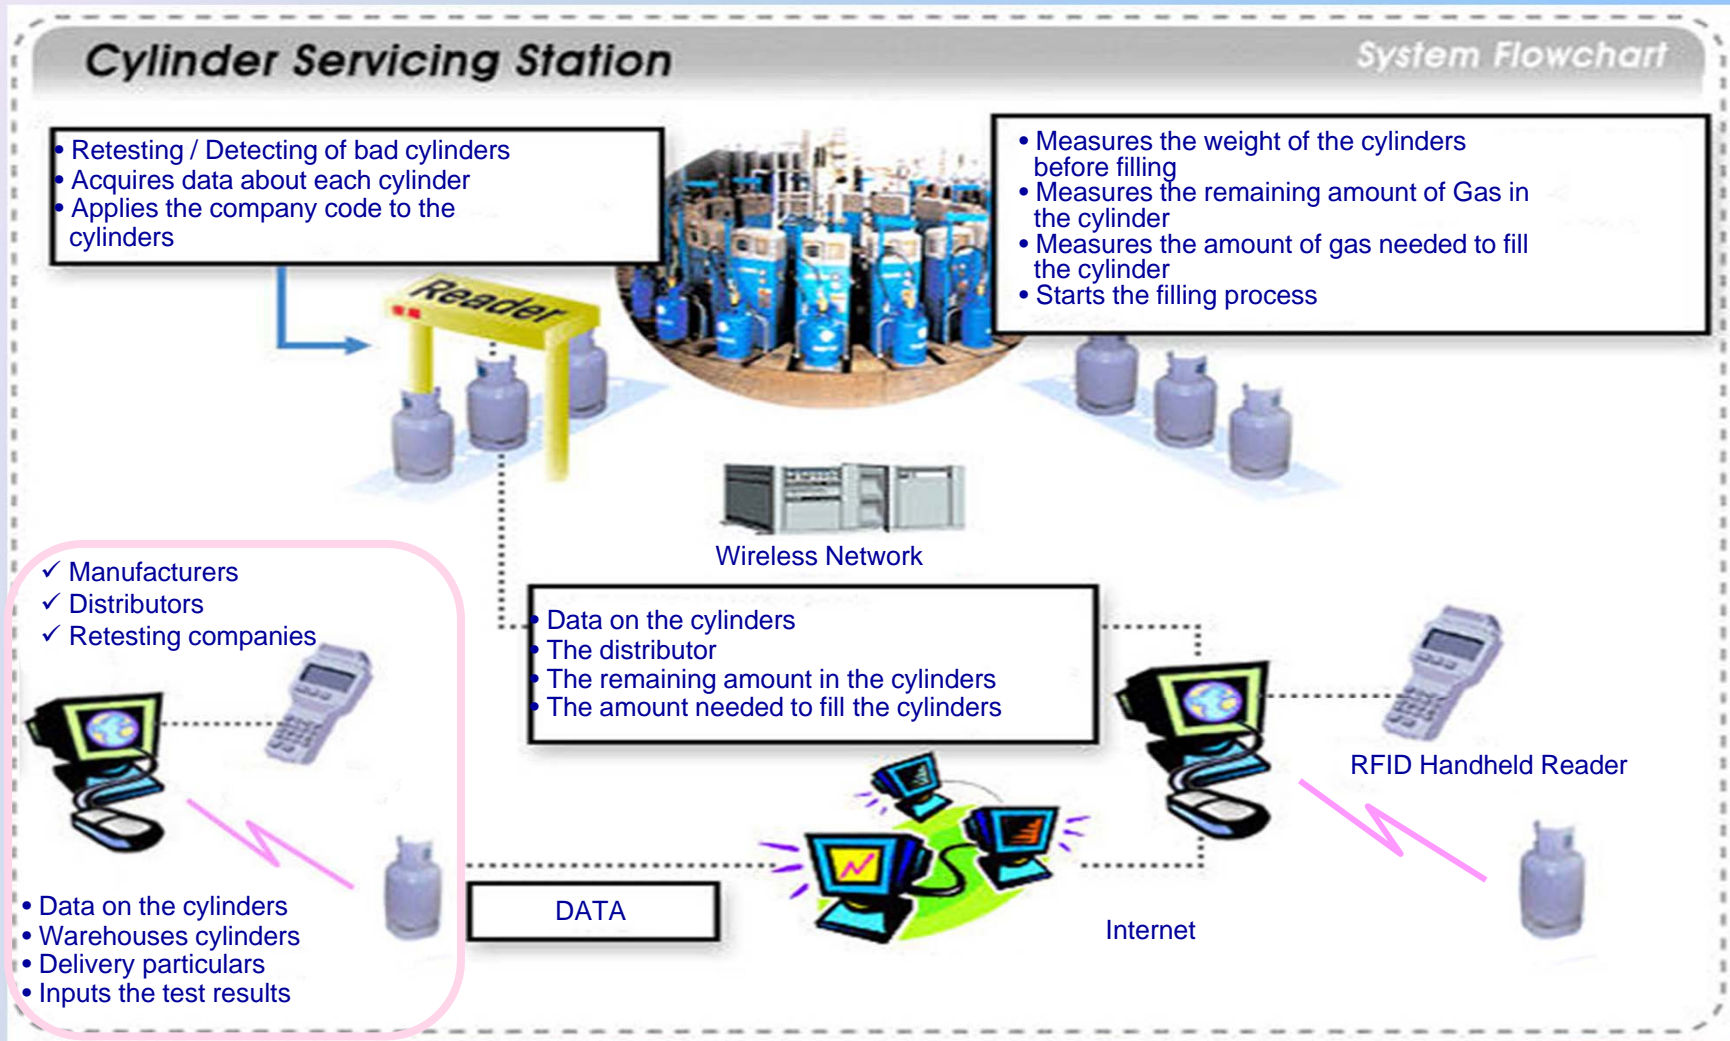 Cylinder Servicing Station
System Flowchart
• Retesting / Detecting of bad cylinders
• Acquires data about each cylinder
• Applies the company code to the
cylinders
• Measures the weight of the cylinders
before filling
• Measures the remaining amount of Gas in
the cylinder
• Measures the amount of gas needed to fill
the cylinder
• Starts the filling process
Reader
Wireless Network
✓ Manufacturers
✓ Distributors
✓ Retesting companies
• Data on the cylinders
• The distributor
• The remaining amount in the cylinders
• The amount needed to fill the cylinders
RFID Handheld Reader
• Data on the cylinders
• Warehouses cylinders
• Delivery particulars
• Inputs the test results
DATA
Internet